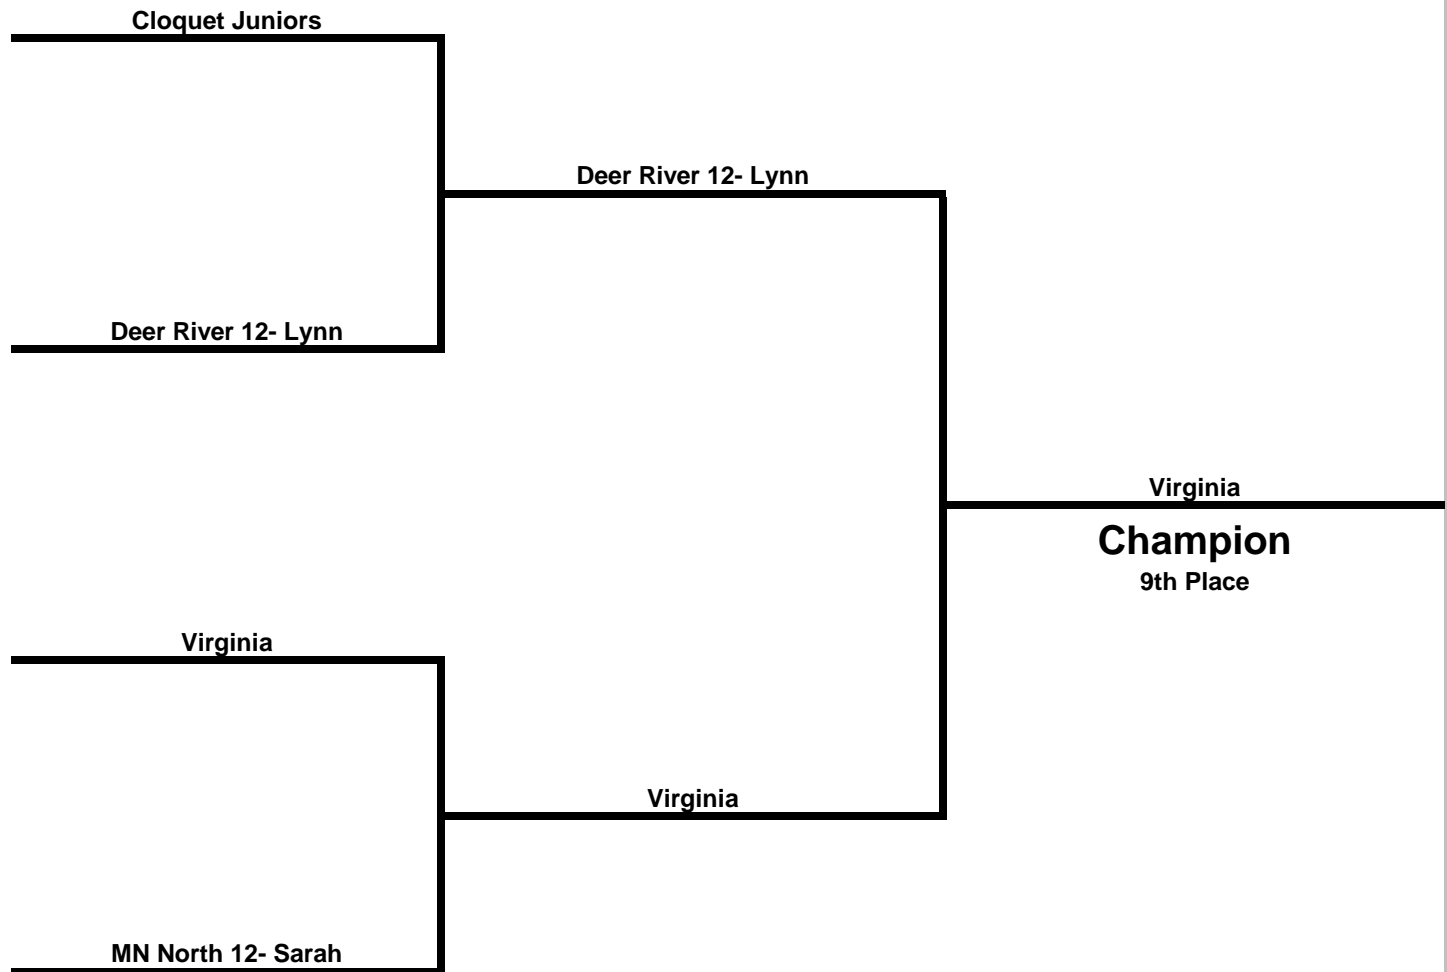 Cloquet Juniors
Deer River 12- Lynn
Deer River 12- Lynn
Virginia
Champion
9th Place
Virginia
Virginia
MN North 12- Sarah